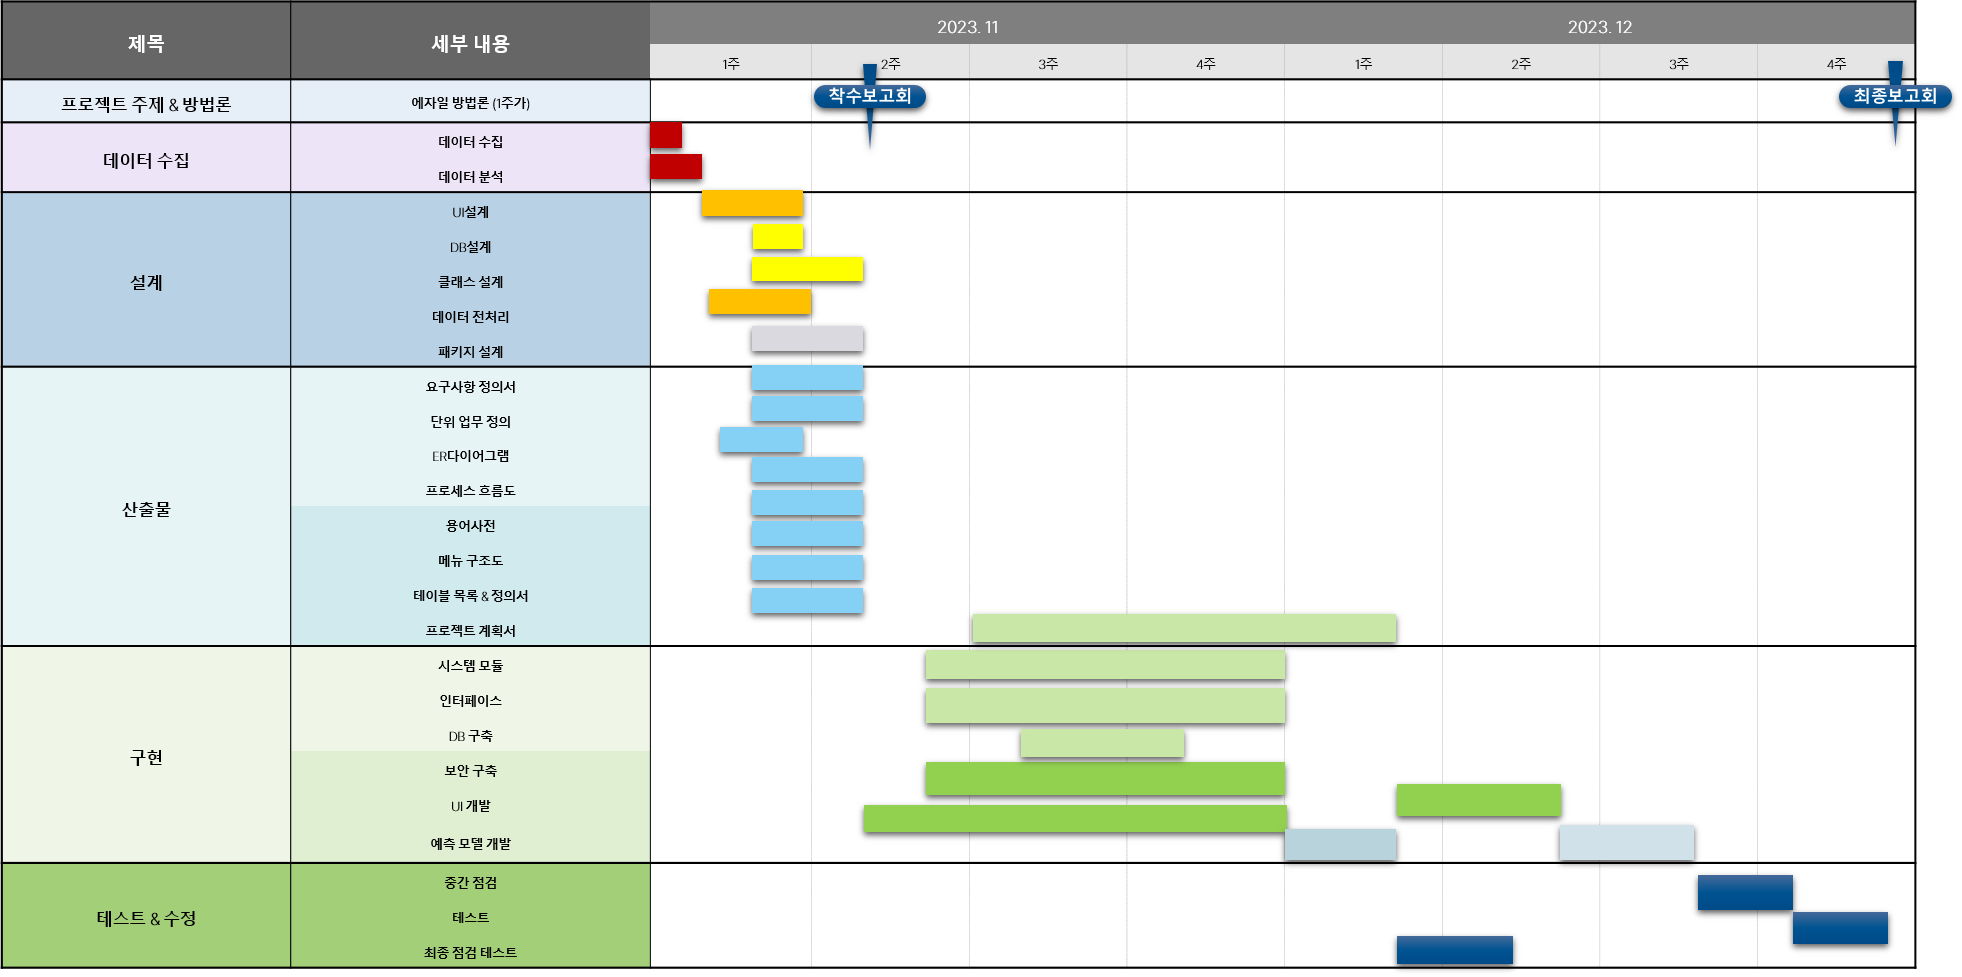 제목
세부 내용
2023. 11
2023. 12
1주
2주
3주
4주
1주
2주
3주
4주
프로젝트 주제 & 방법론
에자일 방법론 (1주가)
착수보고회
최종보고회
데이터 수집
데이터 수집
데이터 분석
설계
UI설계
DB설계
클래스 설계
데이터 전처리
패키지 설계
산출물
요구사항 정의서
단위 업무 정의
ER다이어그램
프로세스 흐름도
용어사전
메뉴 구조도
테이블 목록 & 정의서
프로젝트 계획서
구현
시스템 모듈
인터페이스
DB 구축
보안 구축
UI 개발
예측 모델 개발
테스트 & 수정
중간 점검
테스트
최종 점검 테스트